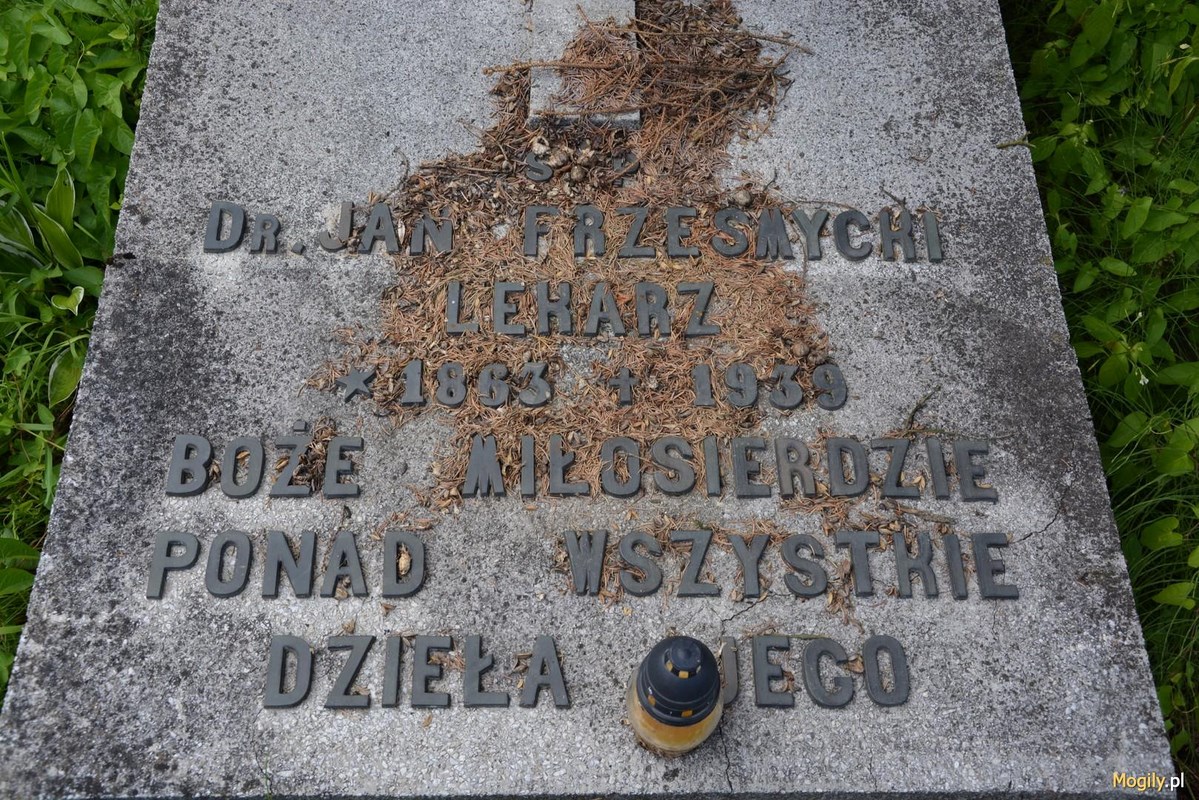 S P
DR. JAN FRZESMYCKI
LEKARZ
* 1863 † 1939
BOŻE MIŁOSIERDZIE
PONAD WSZYSTKIE
DZIEŁA JEGO
Mogily.pl